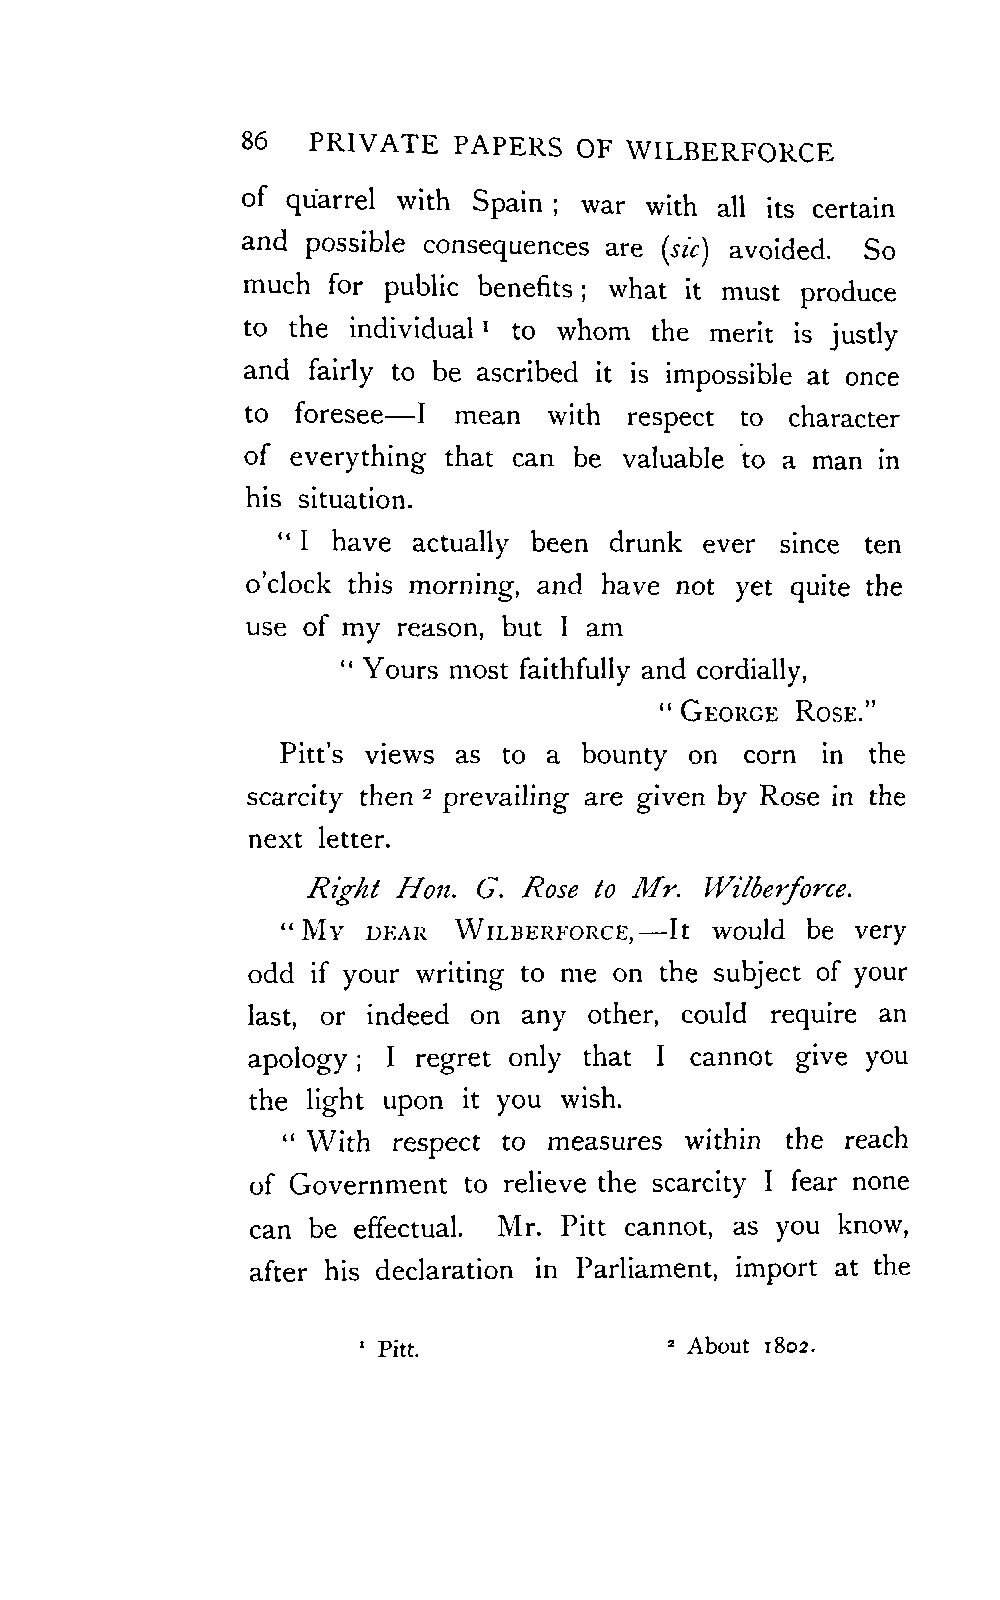 86 PRIVATE PAPERS OF WILBERFORCE
of quarrel with Spain ; war with all its certain
and possible consequences are (sic) avoided. So
much for public benefits ; what it must produce
to the individual ¹ to whom the merit is justly
and fairly to be ascribed it is impossible at once
to foresee—I mean with respect to character
of everything that can be valuable to a man in
his situation.
“ I have actually been drunk ever since ten
o’clock this morning, and have not yet quite the
use of my reason, but I am
“ Yours most faithfully and cordially,
“ GEORGE ROSE.”
Pitt’s views as to a bounty on corn in the
scarcity then ² prevailing are given by Rose in the
next letter.
Right Hon. G. Rose to Mr. Wilberforce.
“ MY DEAR WILBERFORCE,—It would be very
odd if your writing to me on the subject of your
last, or indeed on any other, could require an
apology ; I regret only that I cannot give you
the light upon it you wish.
“ With respect to measures within the reach
of Government to relieve the scarcity I fear none
can be effectual. Mr. Pitt cannot, as you know,
after his declaration in Parliament, import at the
¹ Pitt. ² About 1802.